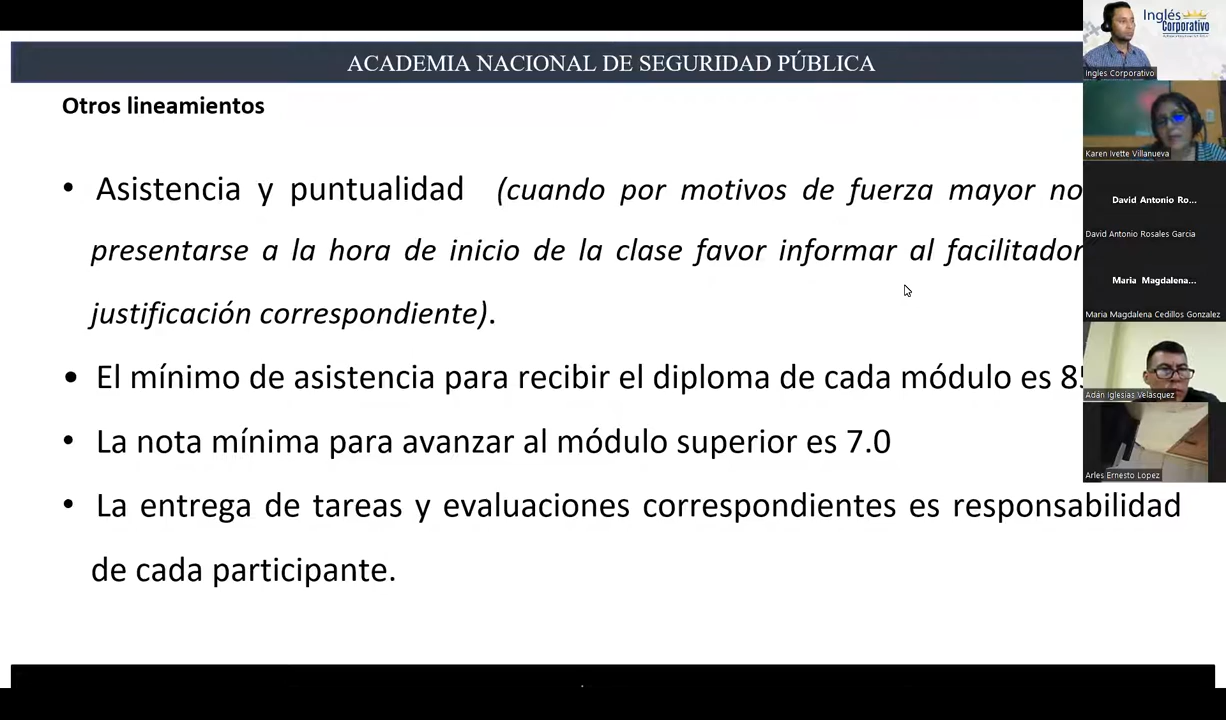 ACADEMIA NACIONAL DE SEGURIDAD PÚBLICA
Otros lineamientos
• Asistencia y puntualidad (cuando por motivos de fuerza mayor no
presentarse a la hora de inicio de la clase favor informar al facilitador
justificación correspondiente).
• El mínimo de asistencia para recibir el diploma de cada módulo es
• La nota mínima para avanzar al módulo superior es 7.0
• La entrega de tareas y evaluaciones correspondientes es responsabilidad
de cada participante.
Inglés
Corporativo
Ingles Corporativo
Karen Ivette Villanueva
David Antonio Ro...
David Antonio Rosales Garcia
Maria Magdalena...
Maria Magdalena Cedillos Gonzalez
Adán Iglesias Velásquez
Arles Ernesto Lopez